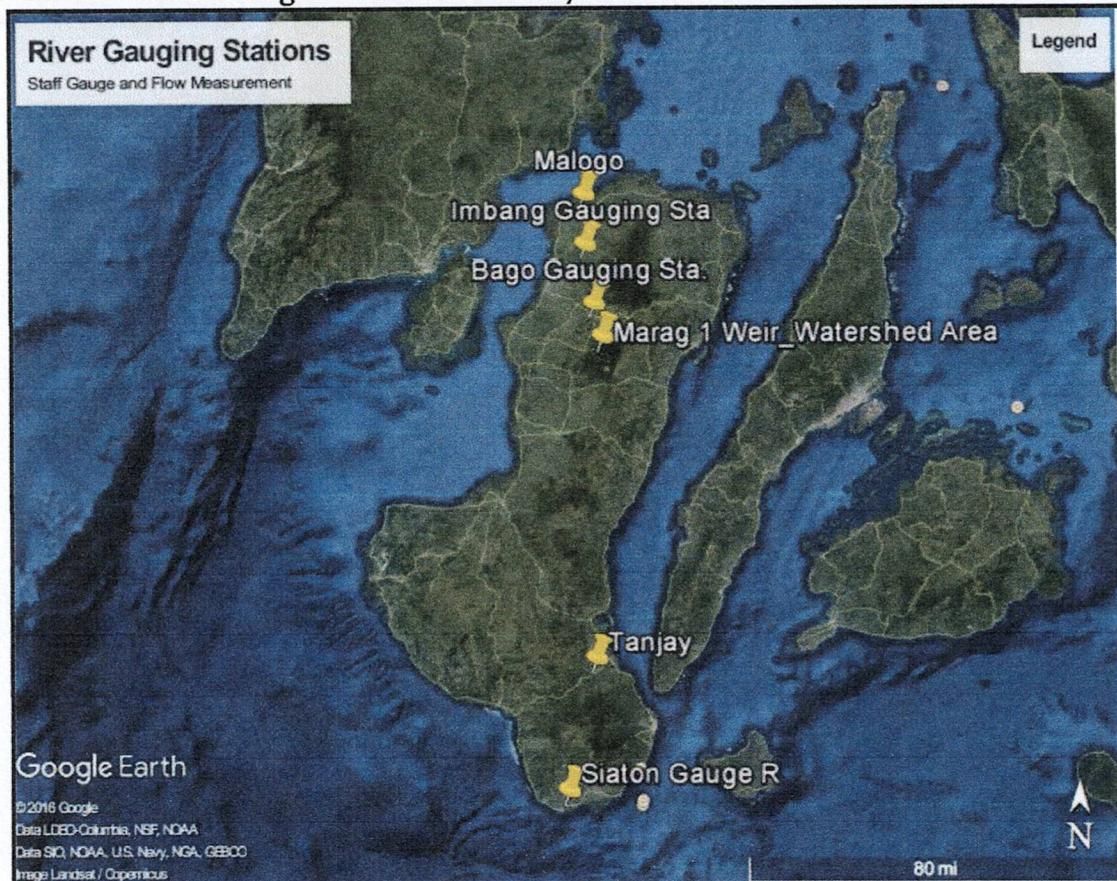 River Gauging Stations
Staff Gauge and Flow Measurement
Legend
Malogo
Imbang Gauging Sta
Bago Gauging Sta.
Marag 1 Weir_Watershed Area
Tanjay
Siaton Gauge R
Google Earth
© 2016 Google
Data LDEO-Columbia, NSF, NOAA
Data SIO, NOAA, U.S. Navy, NGA, GEBCO
Image Landsat / Copernicus
N
80 mi